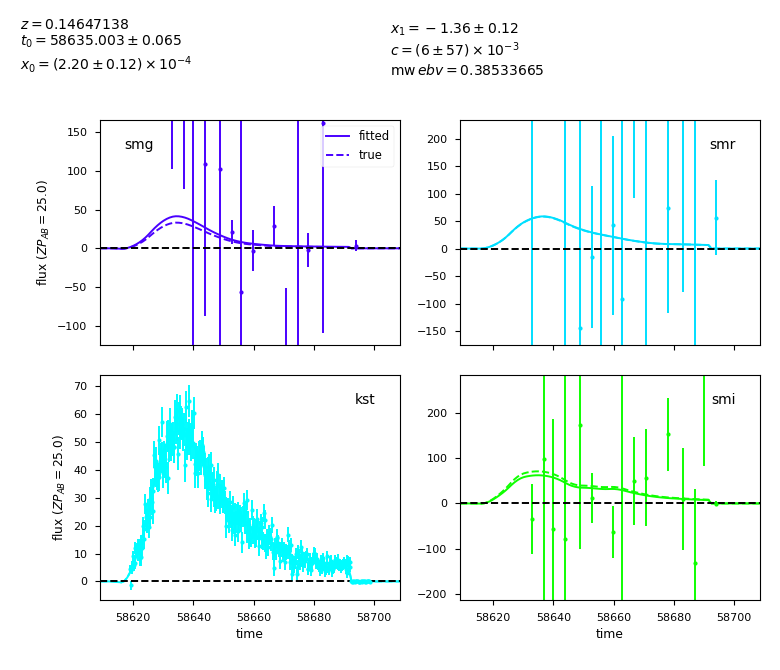 z = 0.14647138
t0 = 58635.003 ± 0.065
x0 = (2.20 ± 0.12) × 10^−4
x1 = −1.36 ± 0.12
c = (6 ± 57) × 10^−3
mw ebv = 0.38533665
smg
fitted
true
150
100
50
0
−50
−100
flux (ZP_AB = 25.0)
smr
200
150
100
50
0
−50
−100
−150
kst
70
60
50
40
30
20
10
0
flux (ZP_AB = 25.0)
58620 58640 58660 58680 58700
time
smi
200
100
0
−100
−200
58620 58640 58660 58680 58700
time